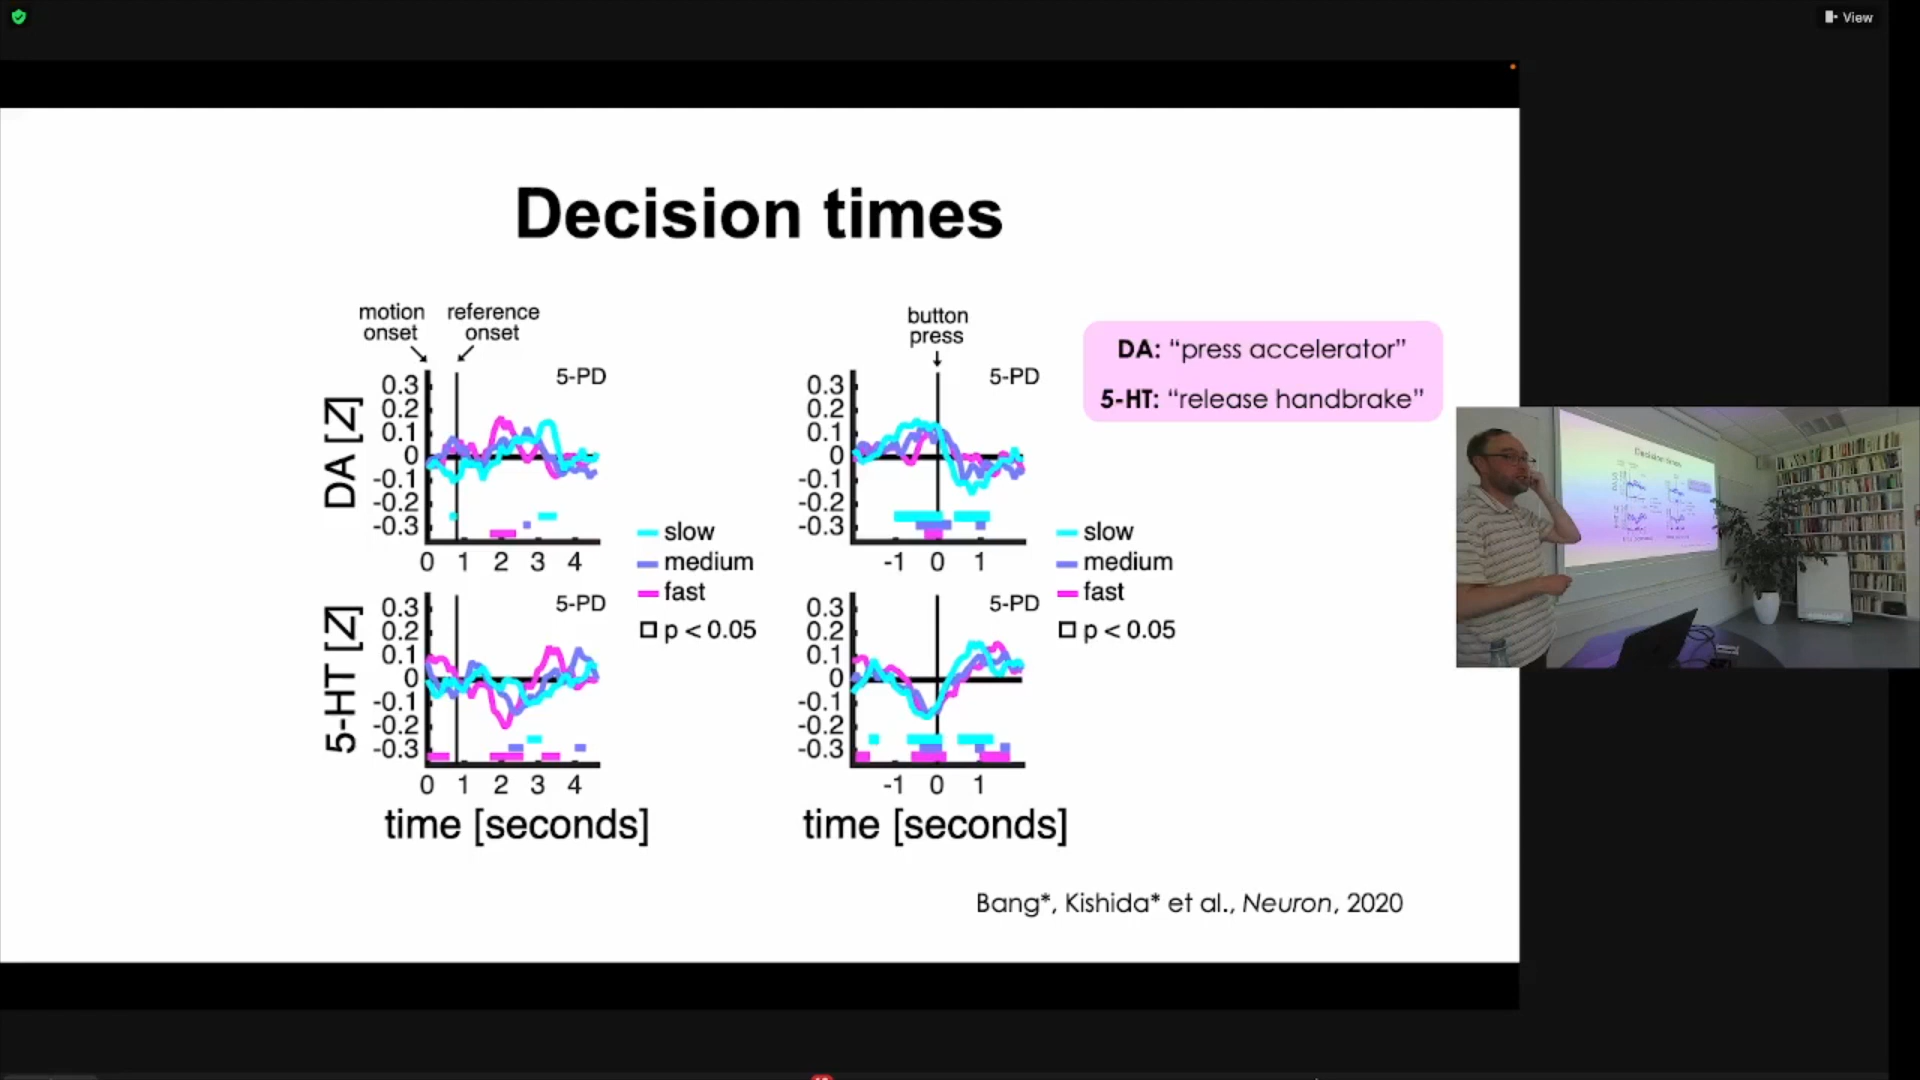 View
Decision times
motion onset
reference onset
5-PD
DA [Z]
0.3
0.2
0.1
0
-0.1
-0.2
-0.3
0 1 2 3 4
slow
medium
fast
p < 0.05
button press
5-PD
0.3
0.2
0.1
0
-0.1
-0.2
-0.3
-1 0 1
slow
medium
fast
p < 0.05
DA: “press accelerator”
5-HT: “release handbrake”
5-PD
5-HT [Z]
0.3
0.2
0.1
0
-0.1
-0.2
-0.3
0 1 2 3 4
time [seconds]
5-PD
0.3
0.2
0.1
0
-0.1
-0.2
-0.3
-1 0 1
time [seconds]
Bang*, Kishida* et al., Neuron, 2020
Decision times